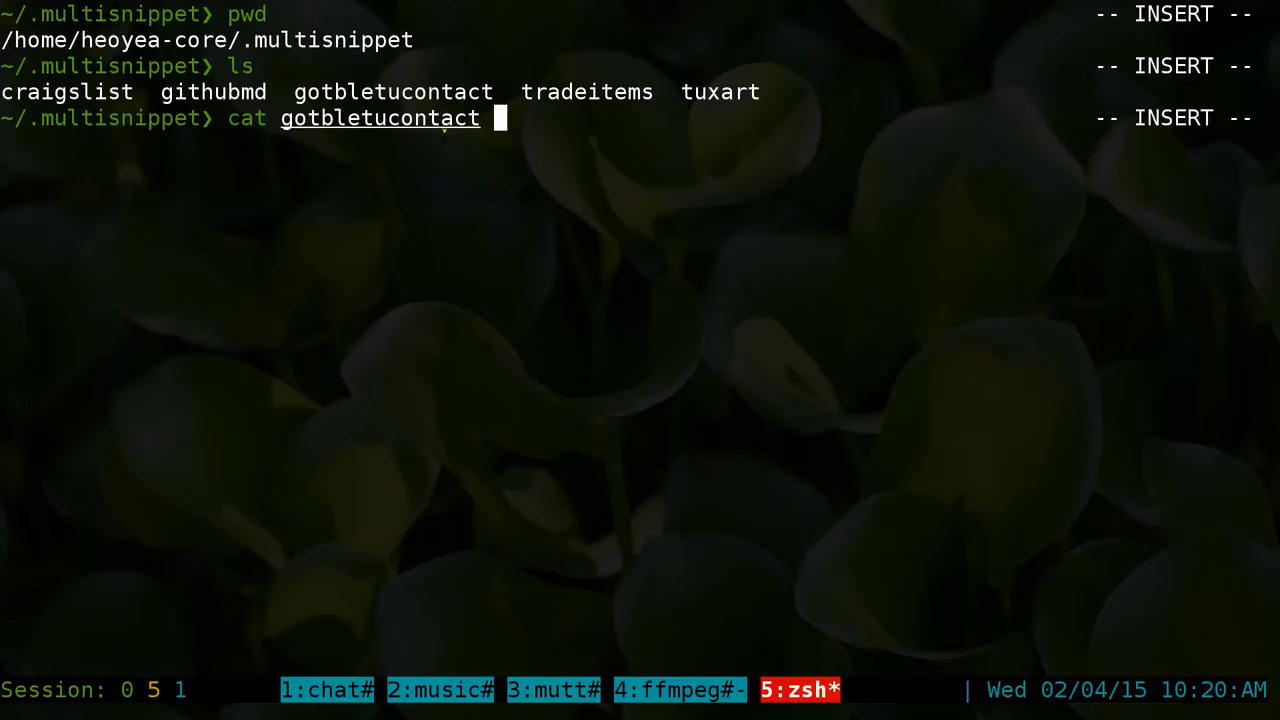 ~/.multisnippet❯ pwd -- INSERT --
/home/heoyea-core/.multisnippet
~/.multisnippet❯ ls -- INSERT --
craigslist  githubmd  gotbletucontact  tradeitems  tuxart
~/.multisnippet❯ cat gotbletucontact -- INSERT --
Session: 0 5 1 1:chat# 2:music# 3:mutt# 4:ffmpeg#- 5:zsh* | Wed 02/04/15 10:20:AM